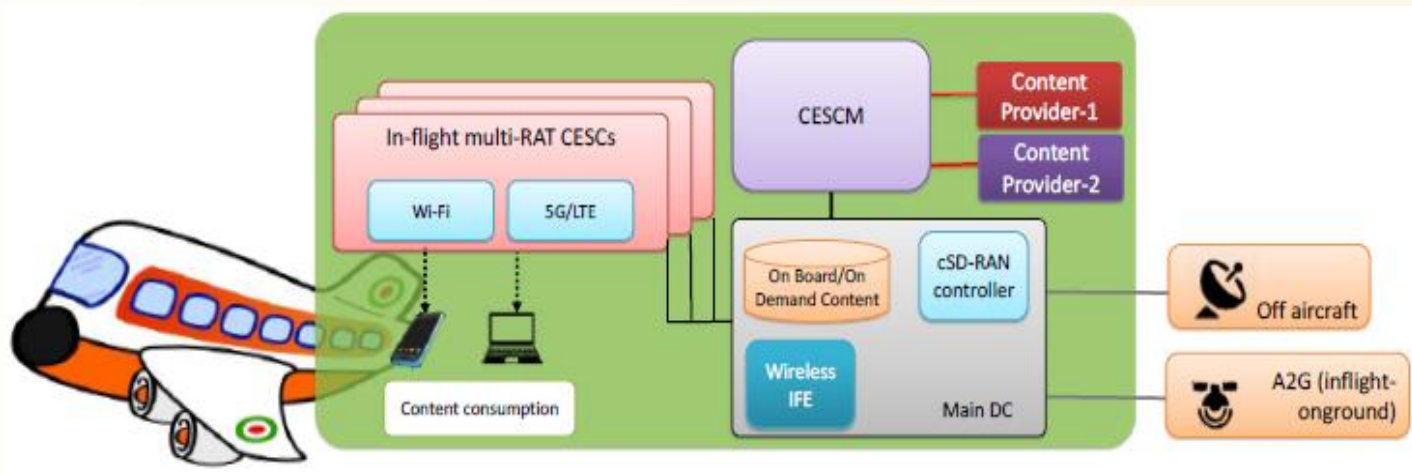 In-flight multi-RAT CESCs
Wi-Fi
5G/LTE
Content consumption
CESCM
Content
Provider-1
Content
Provider-2
On Board/On
Demand Content
cSD-RAN
controller
Wireless
IFE
Main DC
Off aircraft
A2G (inflight-
onground)